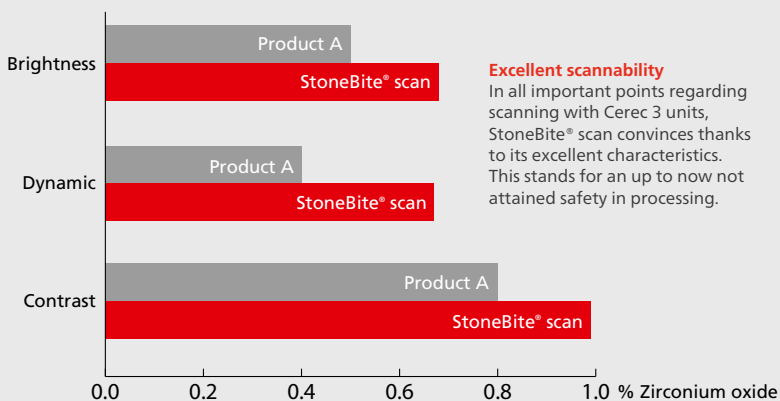 Brightness
Product A
StoneBite® scan
Excellent scannability
In all important points regarding
scanning with Cerec 3 units,
StoneBite® scan convinces thanks
to its excellent characteristics.
This stands for an up to now not
attained safety in processing.
Dynamic
Product A
StoneBite® scan
Contrast
Product A
StoneBite® scan
0.0 0.2 0.4 0.6 0.8 1.0 % Zirconium oxide